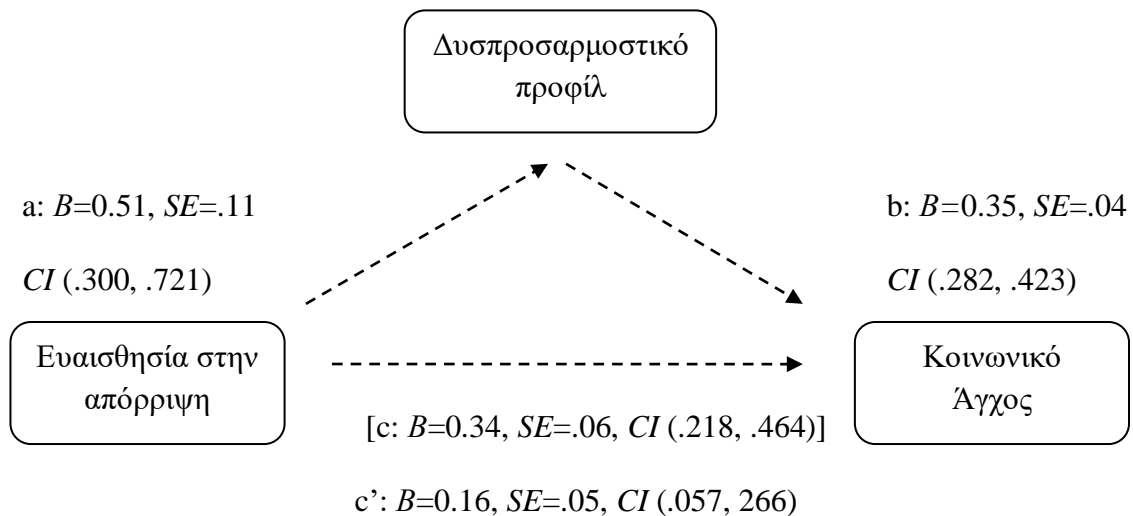 Δυσπροσαρμοστικό
προφίλ
a: B=0.51, SE=.11
CI (.300, .721)
b: B=0.35, SE=.04
CI (.282, .423)
Ευαισθησία στην
απόρριψη
Κοινωνικό
Άγχος
[c: B=0.34, SE=.06, CI (.218, .464)]
c’: B=0.16, SE=.05, CI (.057, 266)